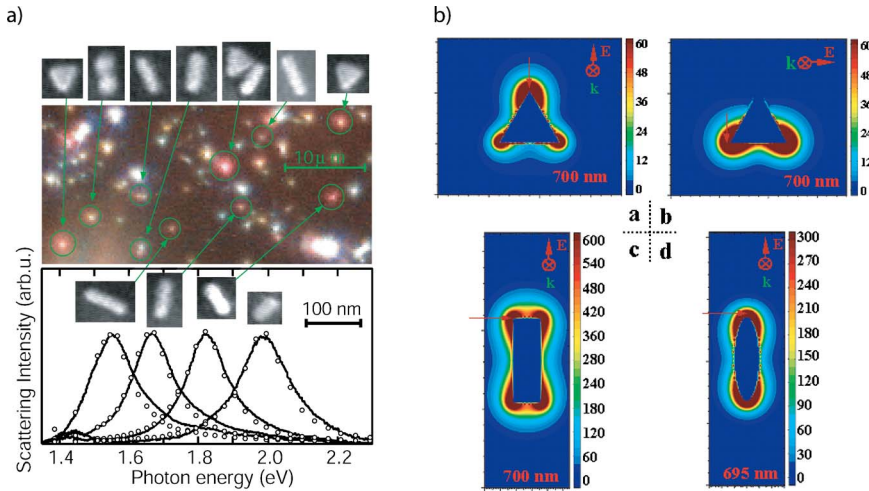 a)
10 μm
100 nm
Scattering Intensity (arb.u.)
1.4 1.6 1.8 2.0 2.2
Photon energy (eV)
b)
E
k
60
48
36
24
12
0
700 nm
k
E
60
48
36
24
12
0
700 nm
a b
c d
E
k
600
540
480
420
360
300
240
180
120
60
0
700 nm
E
k
300
270
240
210
180
150
120
90
60
30
0
695 nm